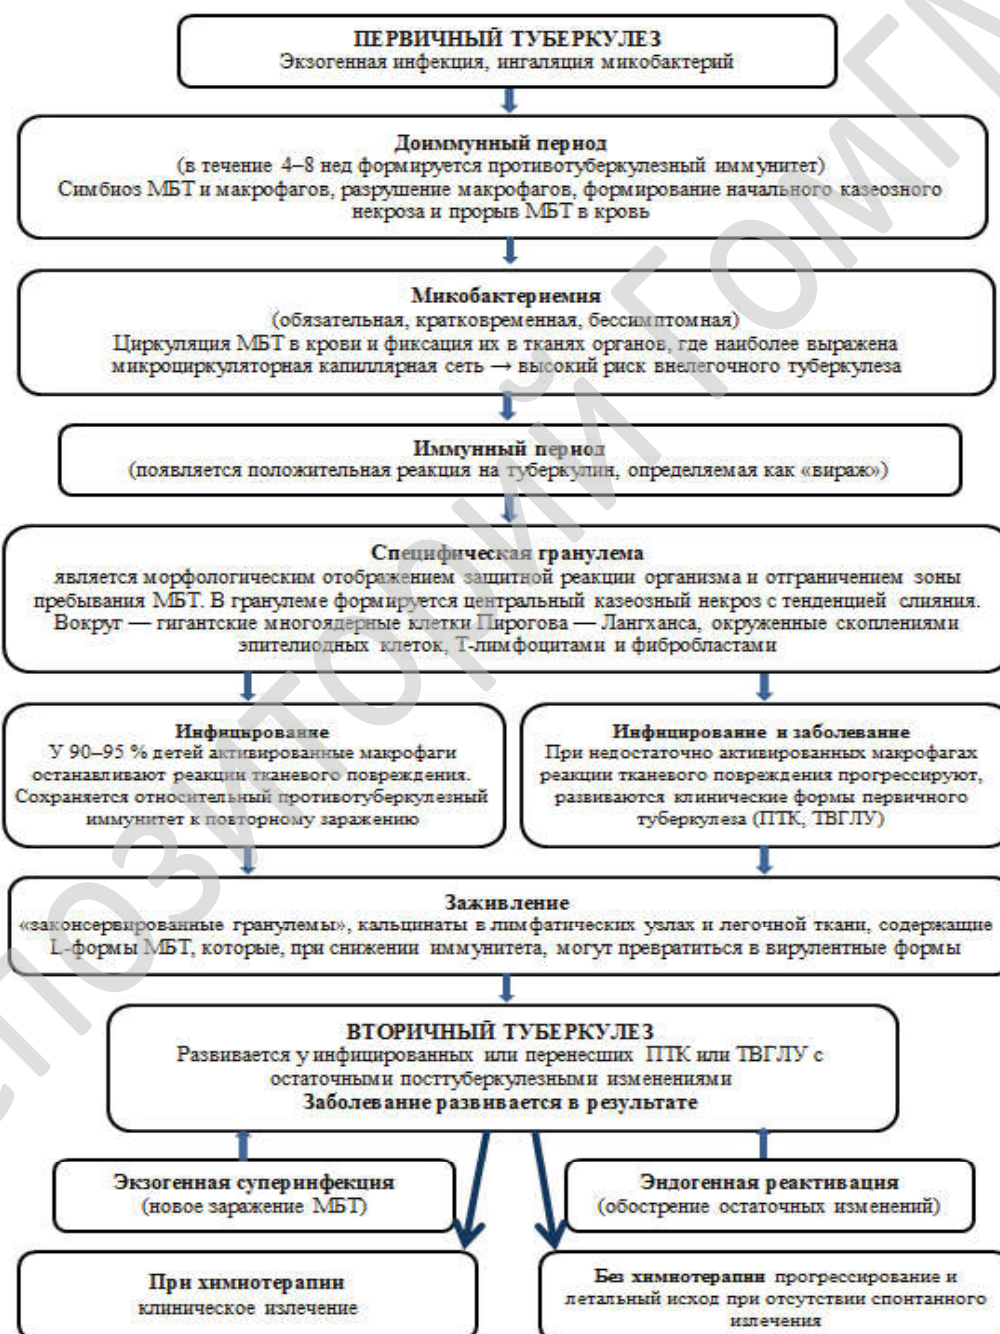 ПЕРВИЧНЫЙ ТУБЕРКУЛЕЗ
Экзогенная инфекция, ингаляция микобактерий
Доиммунный период
(в течение 4–8 нед формируется противотуберкулезный иммунитет)
Симбиоз МБТ и макрофагов, разрушение макрофагов, формирование начального казеозного
некроза и прорыв МБТ в кровь
Микобактериемия
(обязательная, кратковременная, бессимптомная)
Циркуляция МБТ в крови и фиксация их в тканях органов, где наиболее выражена
микроциркуляторная капиллярная сеть → высокий риск внелегочного туберкулеза
Иммунный период
(появляется положительная реакция на туберкулин, определяемая как «вираж»)
Специфическая гранулема
является морфологическим отображением защитной реакции организма и отграничением зоны
пребывания МБТ. В гранулеме формируется центральный казеозный некроз с тенденцией слияния.
Вокруг — гигантские многоядерные клетки Пирогова — Лангханса, окруженные скоплениями
эпителиодных клеток, Т-лимфоцитами и фибробластами
Инфицирование
У 90–95 % детей активированные макрофаги
останавливают реакции тканевого повреждения.
Сохраняется относительный противотуберкулезный
иммунитет к повторному заражению
Инфицирование и заболевание
При недостаточно активированных макрофагах
реакции тканевого повреждения прогрессируют,
развиваются клинические формы первичного
туберкулеза (ПТК, ТВГЛУ)
Заживление
«законсервированные гранулемы», кальцинаты в лимфатических узлах и легочной ткани, содержащие
L-формы МБТ, которые, при снижении иммунитета, могут превратиться в вирулентные формы
ВТОРИЧНЫЙ ТУБЕРКУЛЕЗ
Развивается у инфицированных или перенесших ПТК или ТВГЛУ с
остаточными посттуберкулезными изменениями
Заболевание развивается в результате
Экзогенная суперинфекция
(новое заражение МБТ)
Эндогенная реактивация
(обострение остаточных изменений)
При химиотерапии
клиническое излечение
Без химиотерапии прогрессирование и
летальный исход при отсутствии спонтанного
излечения